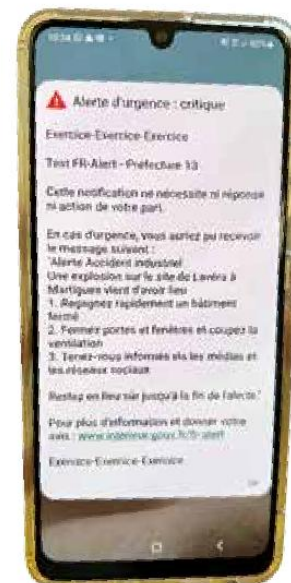 Alerte d'urgence : critique
Exercice-Exercice-Exercice
Test FR-Alert - Préfecture 13
Cette notification ne nécessite ni réponse
ni action de votre part.
En cas d'urgence, vous auriez pu recevoir
le message suivant :
"Alerte Accident industriel
Une explosion sur le site de Lavéra à
Martigues vient d'avoir lieu
1. Rejoignez rapidement un bâtiment
fermé
2. Fermez portes et fenêtres et coupez la
ventilation
3. Tenez-vous informés via les médias et
les réseaux sociaux
Restez en lieu sûr jusqu'à la fin de l'alerte."
Pour plus d'information et donner votre
avis : www.interieur.gouv.fr/fr-alert
Exercice-Exercice-Exercice
OK